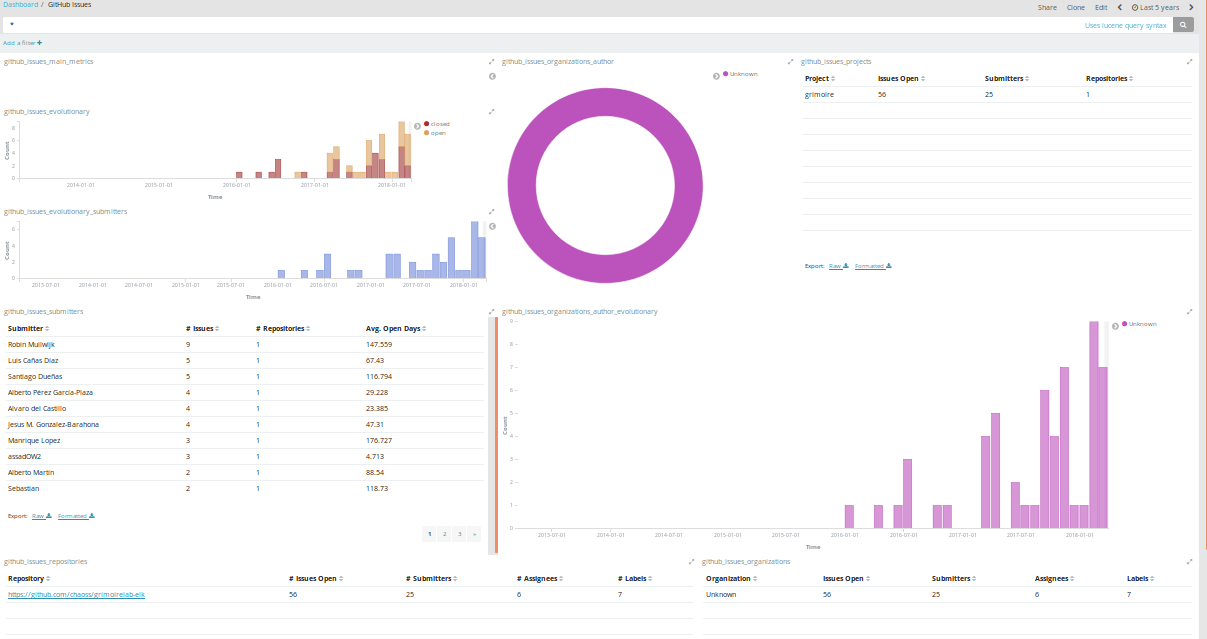 Dashboard / GitHub Issues
Share Clone Edit Last 5 years
*
Uses lucene query syntax
Add a filter +
github_issues_main_metrics
github_issues_evolutionary
closed
open
Count
8
6
4
2
0
2014-01-01 2015-01-01 2016-01-01 2017-01-01 2018-01-01
Time
github_issues_evolutionary_submitters
Count
6
4
2
0
2013-07-01 2014-01-01 2014-07-01 2015-01-01 2015-07-01 2016-01-01 2016-07-01 2017-01-01 2017-07-01 2018-01-01
Time
github_issues_organizations_author
Unknown
github_issues_projects
Project Issues Open Submitters Repositories
grimoire 56 25 1
Export: Raw Formatted
github_issues_submitters
Submitter # Issues # Repositories Avg. Open Days
Robin Muilwijk 9 1 147.559
Luis Cañas Díaz 5 1 67.43
Santiago Dueñas 5 1 116.794
Alberto Pérez García-Plaza 4 1 29.228
Alvaro del Castillo 4 1 23.385
Jesus M. Gonzalez-Barahona 4 1 47.31
Manrique Lopez 3 1 176.727
assadOW2 3 1 4.713
Alberto Martín 2 1 88.54
Sebastian 2 1 118.73
Export: Raw Formatted
1 2 3 »
github_issues_organizations_author_evolutionary
Unknown
Count
9
8
7
6
5
4
3
2
1
0
2013-07-01 2014-01-01 2014-07-01 2015-01-01 2015-07-01 2016-01-01 2016-07-01 2017-01-01 2017-07-01 2018-01-01
Time
github_issues_repositories
Repository # Issues Open # Submitters # Assignees # Labels
https://github.com/chaoss/grimoirelab-elk 56 25 6 7
github_issues_organizations
Organization Issues Open Submitters Assignees Labels
Unknown 56 25 6 7